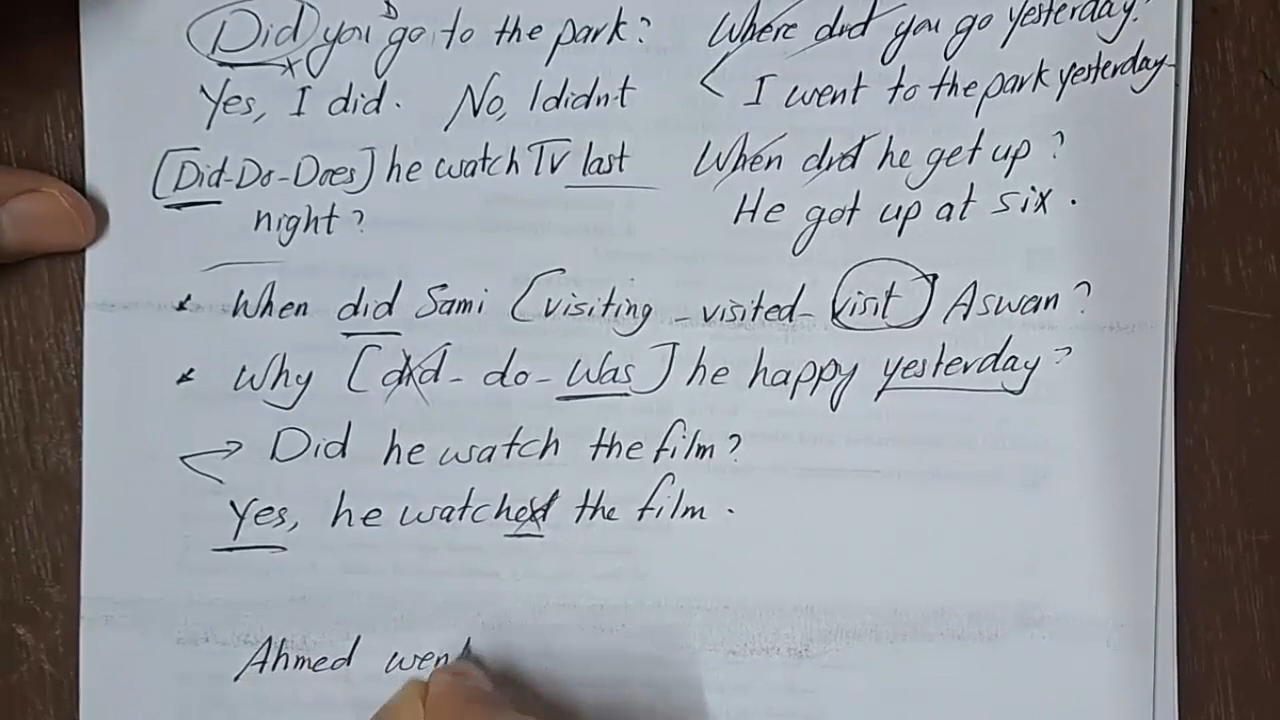 Did you go to the park?
Yes, I did. No, I didnt
[Did-Do-Does] he watch TV last
night?
Where did you go yesterday?
I went to the park yesterday
When did he get up?
He got up at six.
When did Sami [visiting - visited - visit] Aswan?
Why [did - do - was] he happy yesterday?
Did he watch the film?
Yes, he watched the film.
Ahmed went